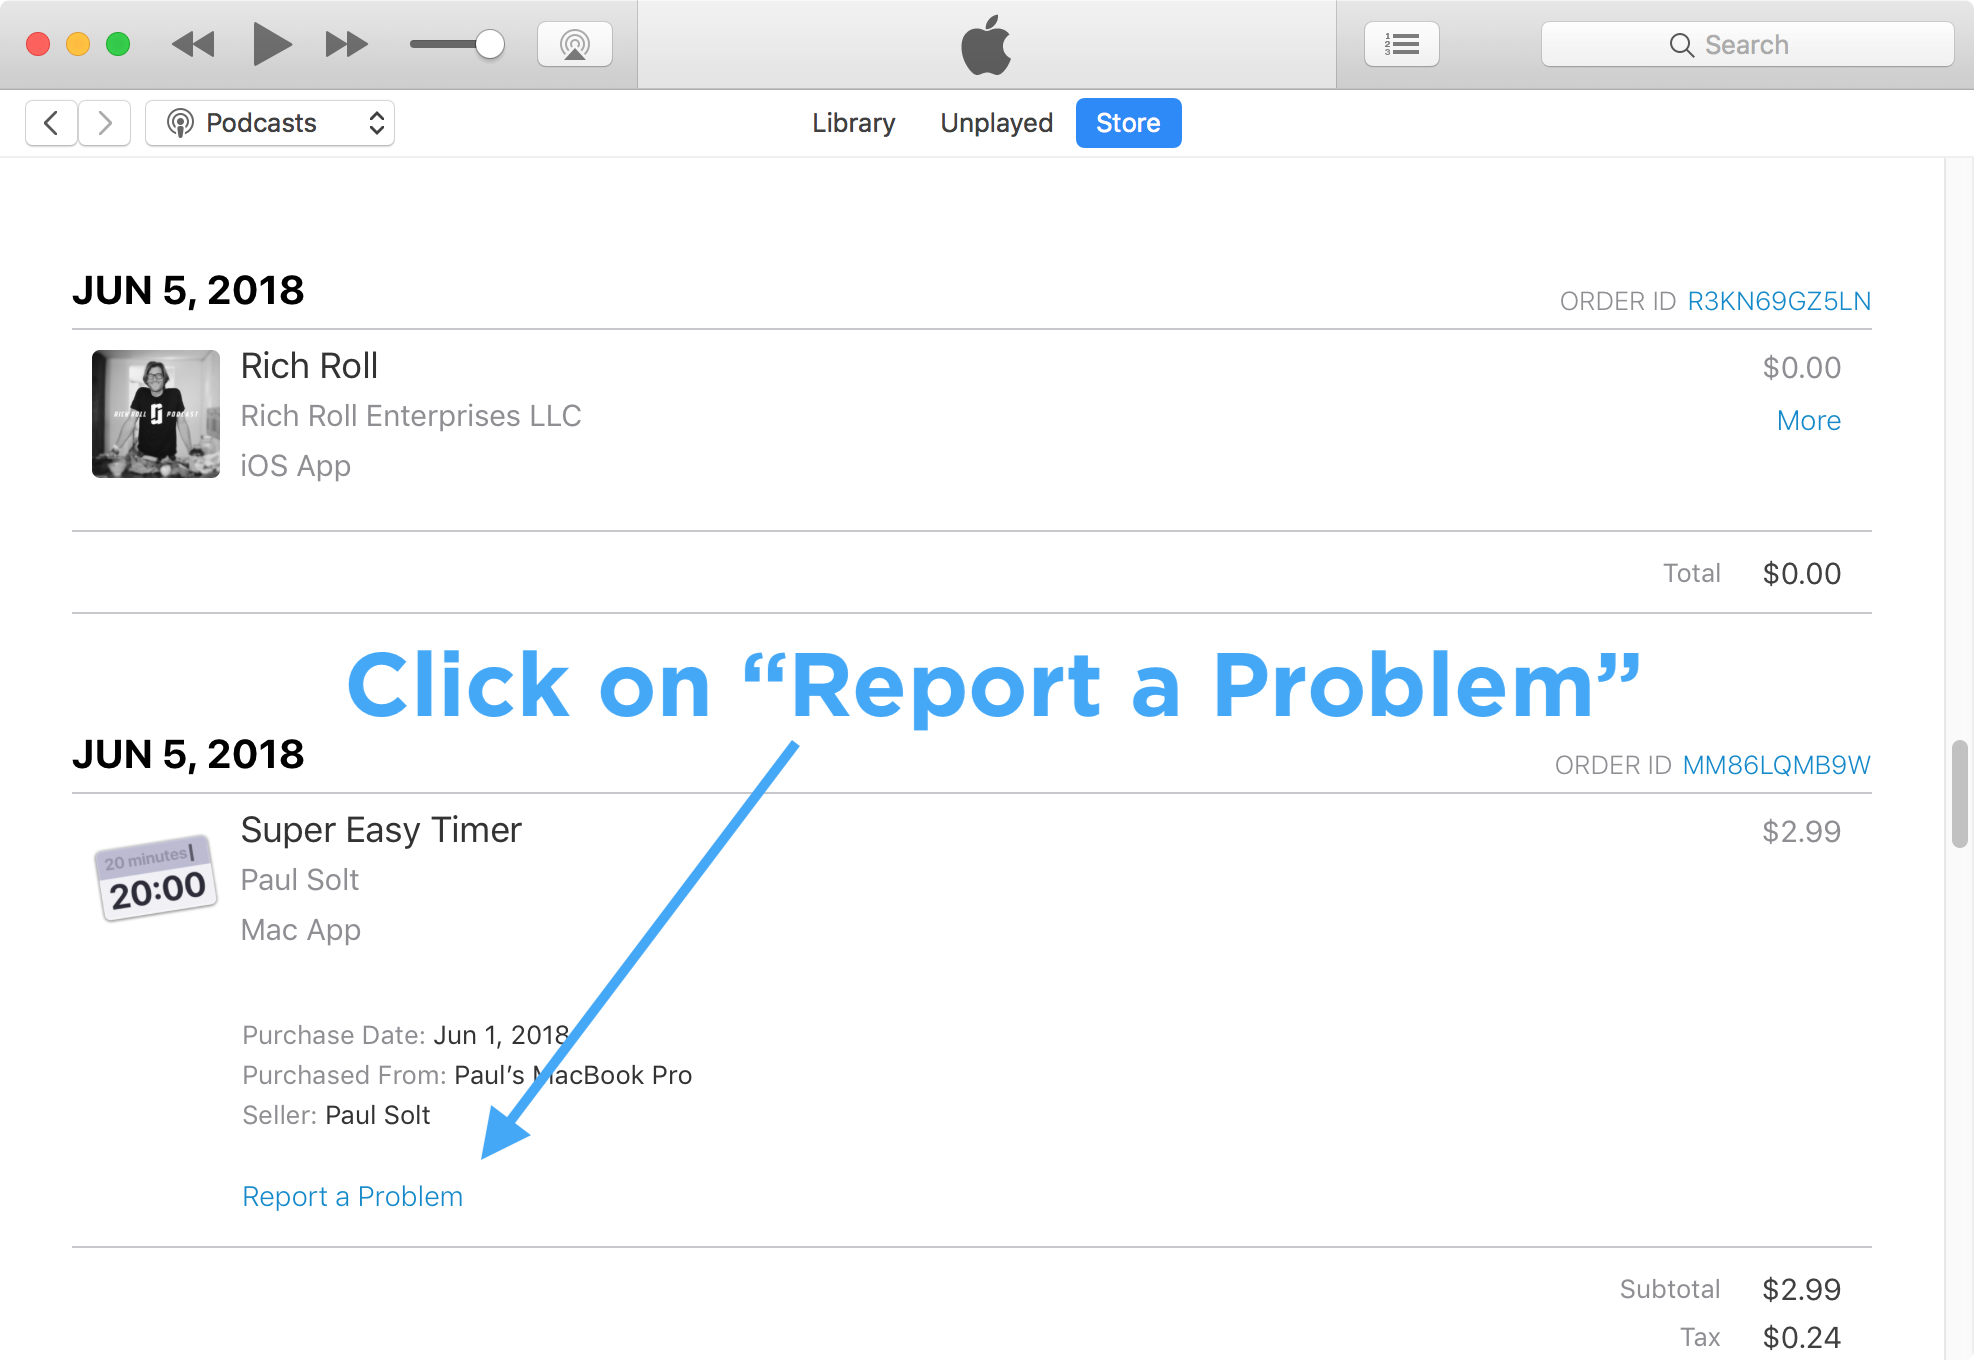 Search
Podcasts
Library
Unplayed
Store
JUN 5, 2018
ORDER ID R3KN69GZ5LN
Rich Roll
$0.00
RICH ROLL PODCAST
Rich Roll Enterprises LLC
More
iOS App
Total $0.00
Click on “Report a Problem”
JUN 5, 2018
ORDER ID MM86LQMB9W
Super Easy Timer
$2.99
20 minutes
20:00
Paul Solt
Mac App
Purchase Date: Jun 1, 2018
Purchased From: Paul’s MacBook Pro
Seller: Paul Solt
Report a Problem
Subtotal $2.99
Tax $0.24